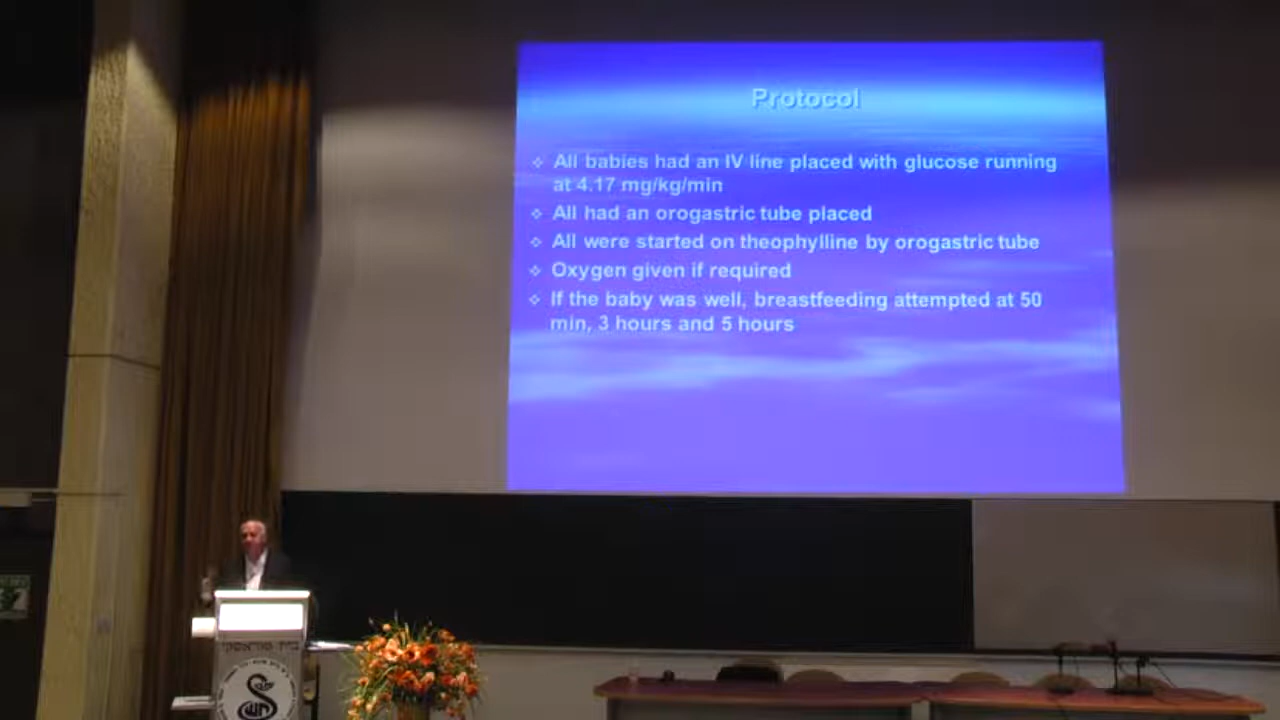 Protocol
All babies had an IV line placed with glucose running
at 4.17 mg/kg/min
All had an orogastric tube placed
All were started on theophylline by orogastric tube
Oxygen given if required
If the baby was well, breastfeeding attempted at 50
min, 3 hours and 5 hours